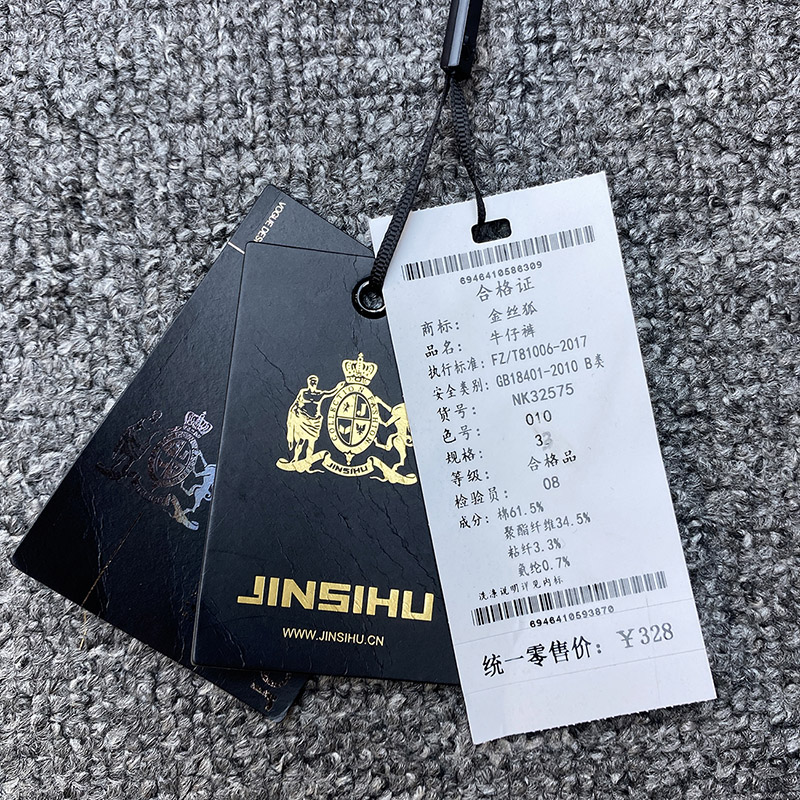 VOGUE DES
JINSIHU
JINSIHU
WWW.JINSIHU.CN
6946410586309
合格证
商标: 金丝狐
品名: 牛仔裤
执行标准: FZ/T81006-2017
安全类别: GB18401-2010 B类
货号: NK32575
色号: 010
规格: 33
等级: 合格品
检验员: 08
成分: 棉61.5%
聚酯纤维34.5%
粘纤3.3%
氨纶0.7%
洗涤说明详见内标
6946410593870
统一零售价: ￥328